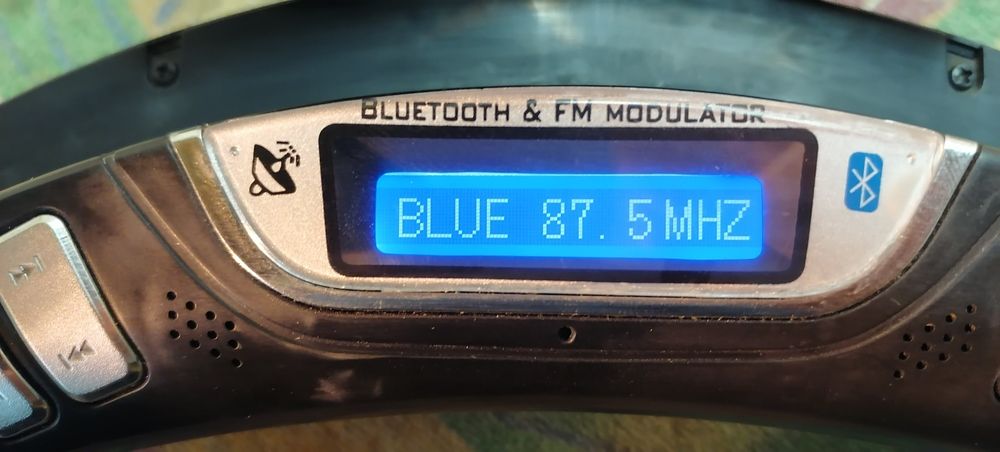 BLUETOOTH & FM MODULATOR
BLUE 87.5MHZ